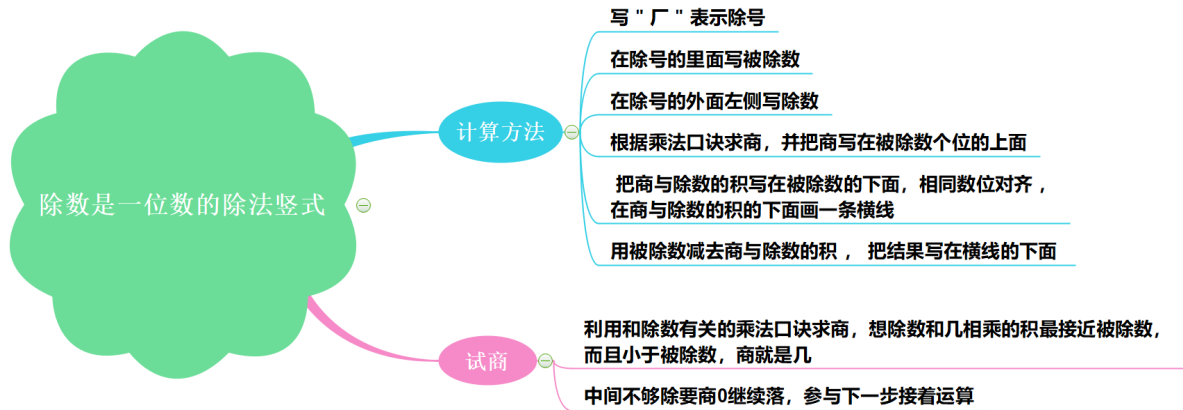 除数是一位数的除法竖式
计算方法
写＂厂＂表示除号
在除号的里面写被除数
在除号的外面左侧写除数
根据乘法口诀求商，并把商写在被除数个位的上面
把商与除数的积写在被除数的下面，相同数位对齐，
在商与除数的积的下面画一条横线
用被除数减去商与除数的积， 把结果写在横线的下面
试商
利用和除数有关的乘法口诀求商，想除数和几相乘的积最接近被除数，
而且小于被除数，商就是几
中间不够除要商0继续落，参与下一步接着运算